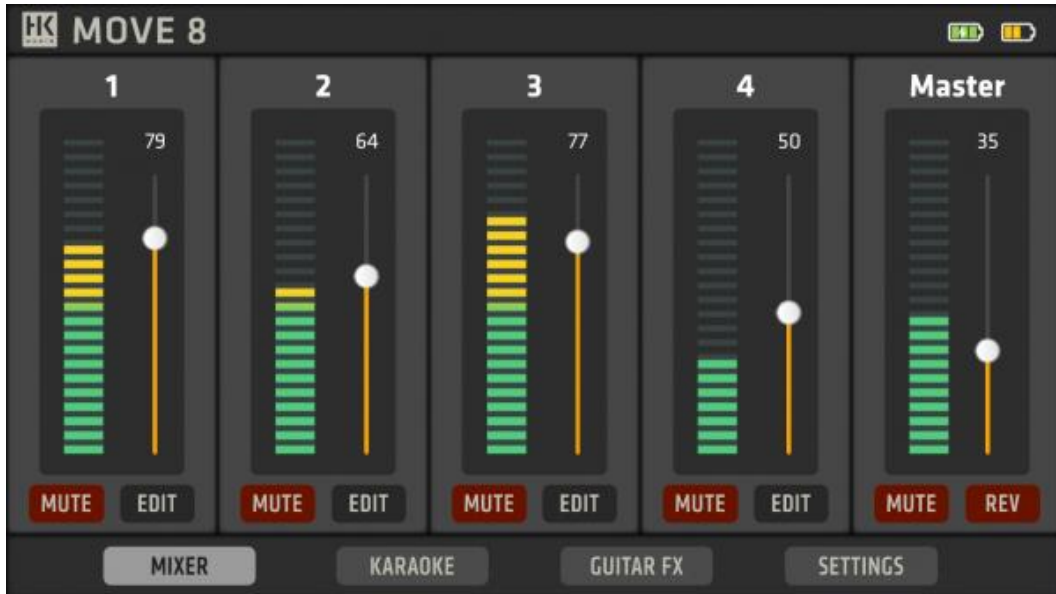 HK AUDIO MOVE 8
1 2 3 4 Master
79 64 77 50 35
MUTE EDIT MUTE EDIT MUTE EDIT MUTE EDIT MUTE REV
MIXER KARAOKE GUITAR FX SETTINGS